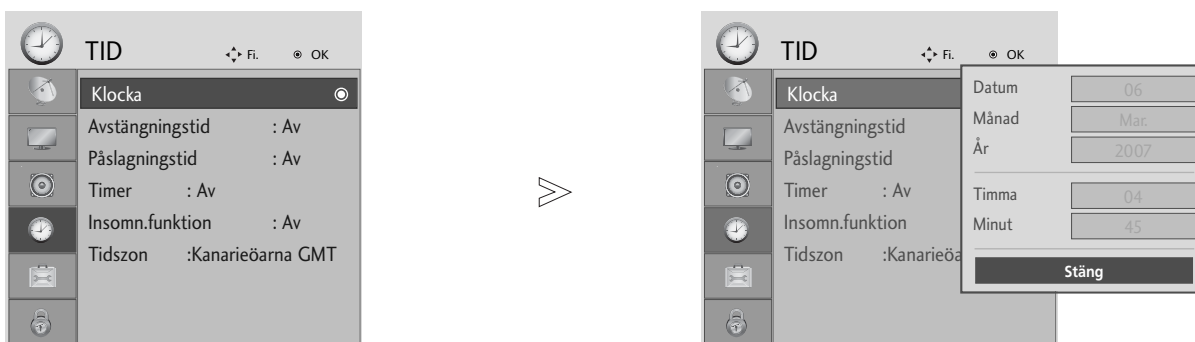 TID Fi. OK
Klocka
Avstängningstid : Av
Påslagningstid : Av
Timer : Av
Insomn.funktion : Av
Tidszon :Kanarieöarna GMT
TID Fi. OK
Klocka
Avstängningstid
Påslagningstid
Timer : Av
Insomn.funktion
Tidszon :Kanarieöa
Datum 06
Månad Mar.
År 2007
Timma 04
Minut 45
Stäng